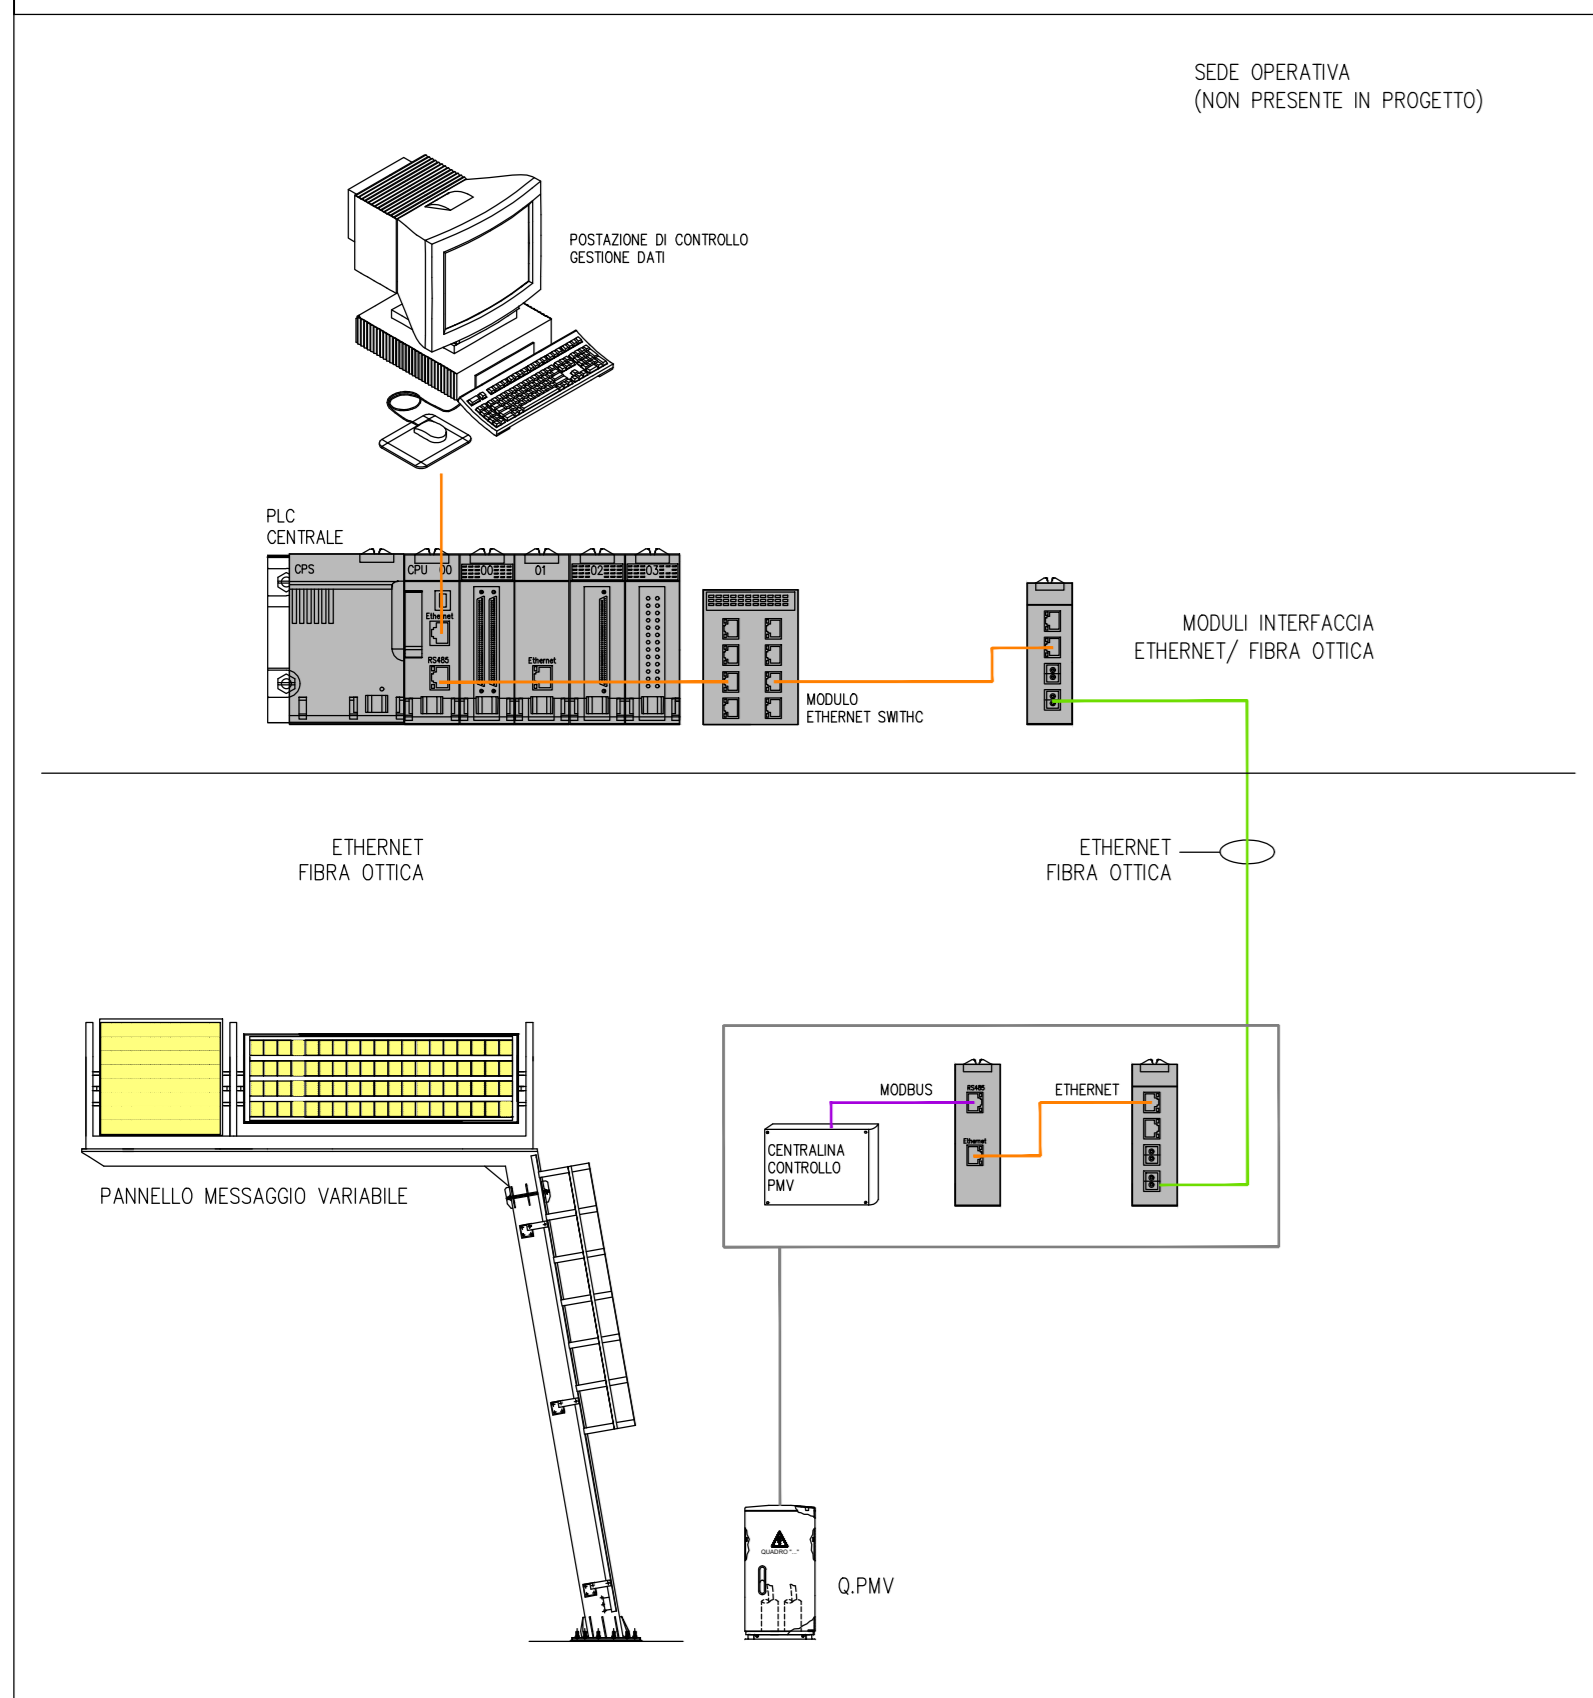 SEDE OPERATIVA
(NON PRESENTE IN PROGETTO)
POSTAZIONE DI CONTROLLO
GESTIONE DATI
PLC
CENTRALE
CPS
CPU 00
00
01
02
03
Ethernet
RS485
Ethernet
MODULO
ETHERNET SWITHC
MODULI INTERFACCIA
ETHERNET/ FIBRA OTTICA
ETHERNET
FIBRA OTTICA
ETHERNET
FIBRA OTTICA
PANNELLO MESSAGGIO VARIABILE
MODBUS
RS485
ETHERNET
Ethernet
CENTRALINA
CONTROLLO
PMV
QUADRO "..."
Q.PMV